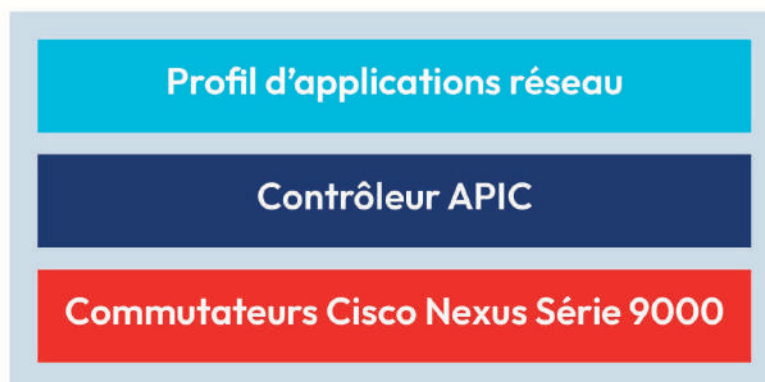 Profil d’applications réseau
Contrôleur APIC
Commutateurs Cisco Nexus Série 9000